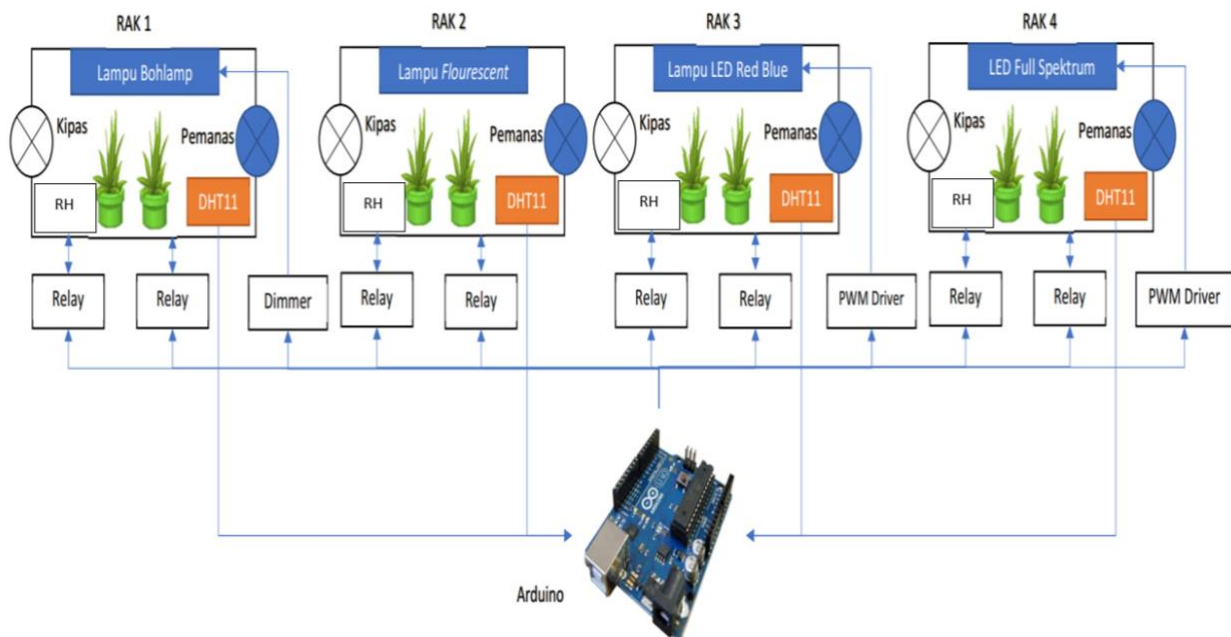 RAK 1
RAK 2
RAK 3
RAK 4
Lampu Bohlamp
Lampu Flourescent
Lampu LED Red Blue
LED Full Spektrum
Kipas
Pemanas
Kipas
Pemanas
Kipas
Pemanas
Kipas
Pemanas
RH
DHT11
RH
DHT11
RH
DHT11
RH
DHT11
Relay
Relay
Dimmer
Relay
Relay
Relay
Relay
PWM Driver
Relay
Relay
PWM Driver
Arduino